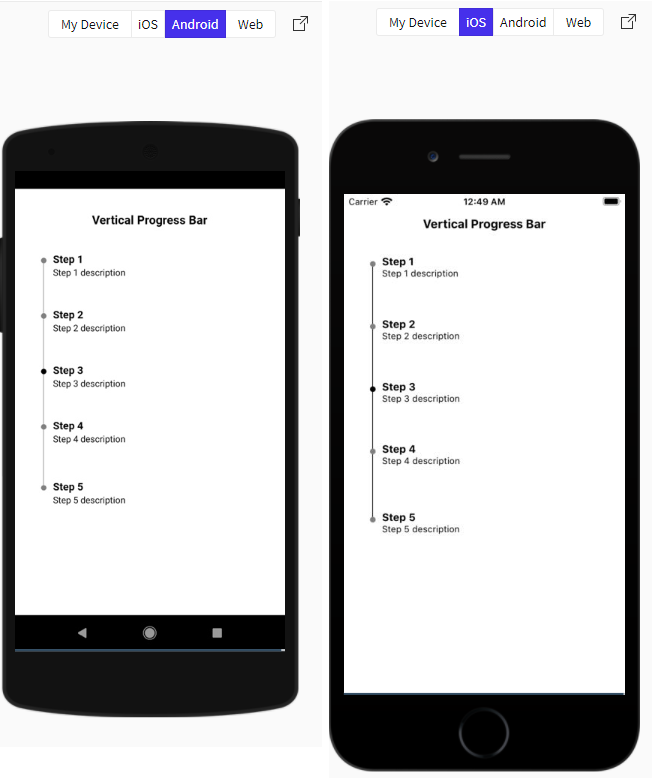 My Device iOS Android Web
Vertical Progress Bar
Step 1
Step 1 description
Step 2
Step 2 description
Step 3
Step 3 description
Step 4
Step 4 description
Step 5
Step 5 description
My Device iOS Android Web
Carrier 12:49 AM
Vertical Progress Bar
Step 1
Step 1 description
Step 2
Step 2 description
Step 3
Step 3 description
Step 4
Step 4 description
Step 5
Step 5 description